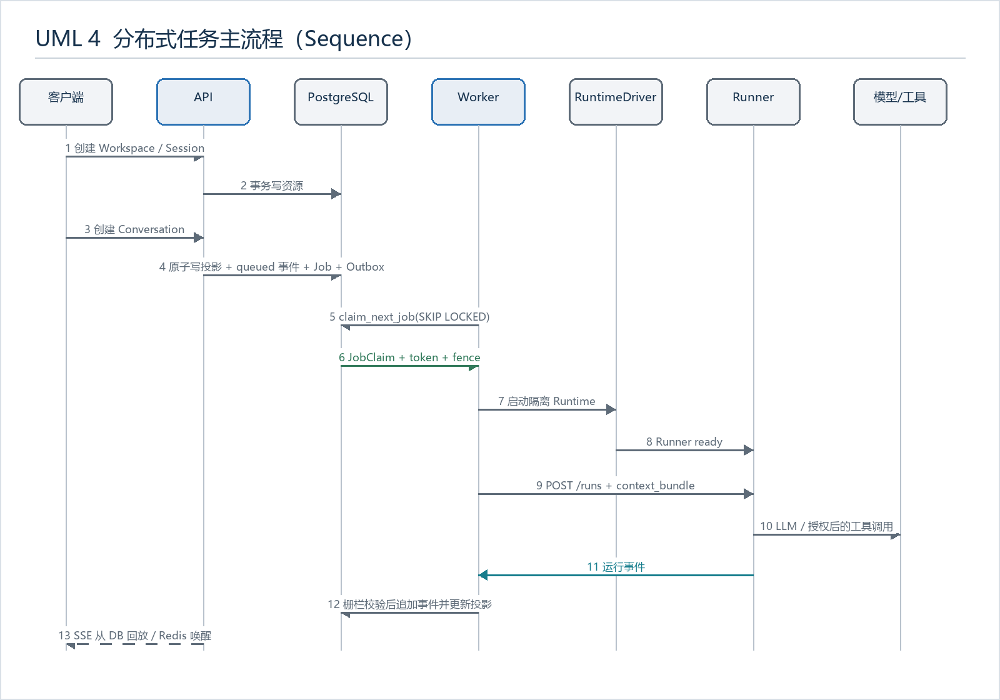 UML 4 分布式任务主流程（Sequence）
客户端
API
PostgreSQL
Worker
RuntimeDriver
Runner
模型/工具
1 创建 Workspace / Session
2 事务写资源
3 创建 Conversation
4 原子写投影 + queued 事件 + Job + Outbox
5 claim_next_job(SKIP LOCKED)
6 JobClaim + token + fence
7 启动隔离 Runtime
8 Runner ready
9 POST /runs + context_bundle
10 LLM / 授权后的工具调用
11 运行事件
12 栅栏校验后追加事件并更新投影
13 SSE 从 DB 回放 / Redis 唤醒